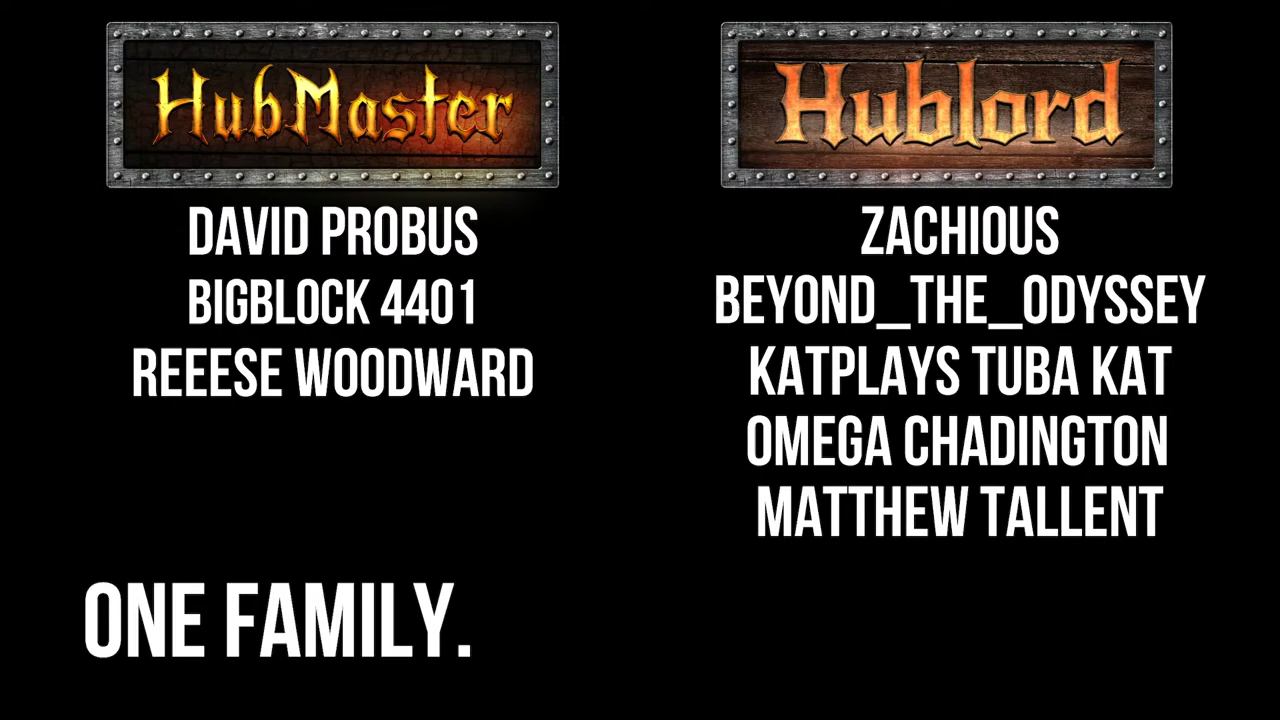 HubMaster
DAVID PROBUS
BIGBLOCK 4401
REEESE WOODWARD
Hublord
ZACHIOUS
BEYOND_THE_ODYSSEY
KATPLAYS TUBA KAT
OMEGA CHADINGTON
MATTHEW TALLENT
ONE FAMILY.